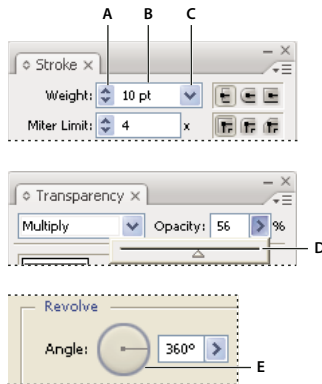 A B C
Stroke
Weight: 10 pt
Miter Limit: 4 x
Transparency
Multiply Opacity: 56 %
D
Revolve
Angle: 360°
E